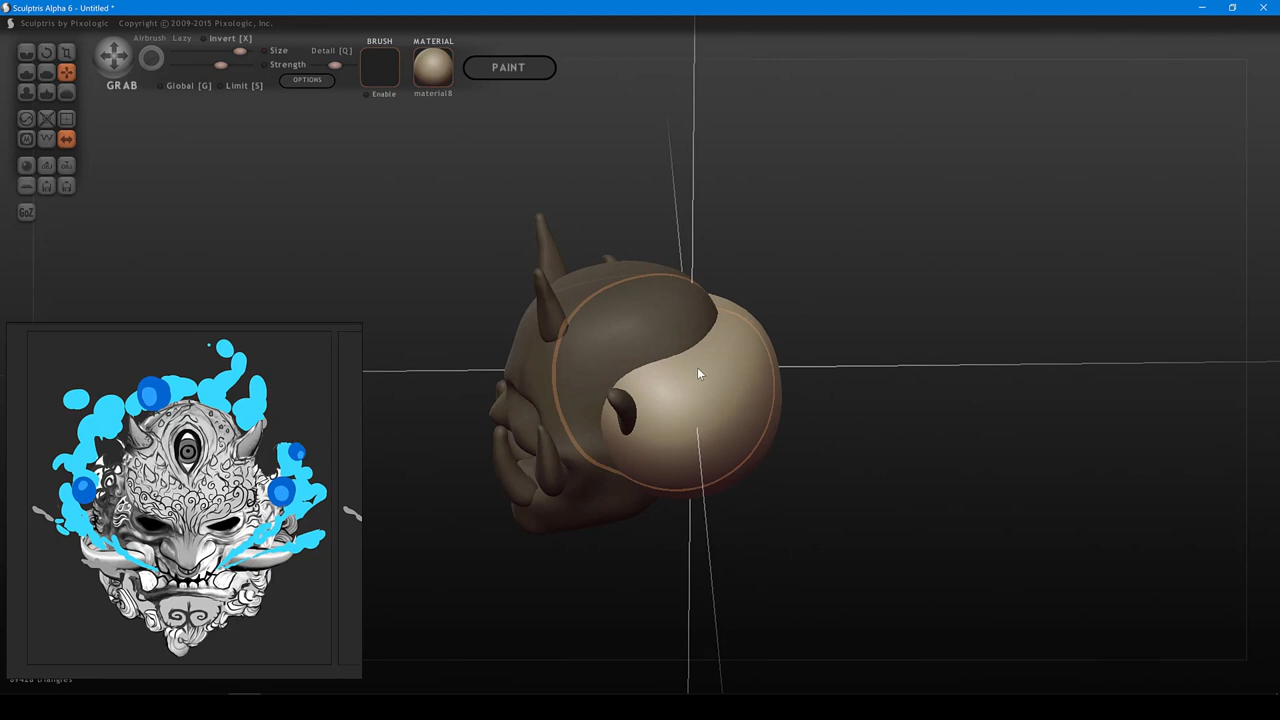 Sculptris Alpha 6 - Untitled *
Sculptris by Pixologic Copyright © 2009-2015 Pixologic, Inc.
Airbrush Lazy Invert [X]
Size Detail [Q]
Strength
GRAB
Global [G] Limit [S]
OPTIONS
BRUSH
Enable
MATERIAL
material8
PAINT
GoZ
triangles